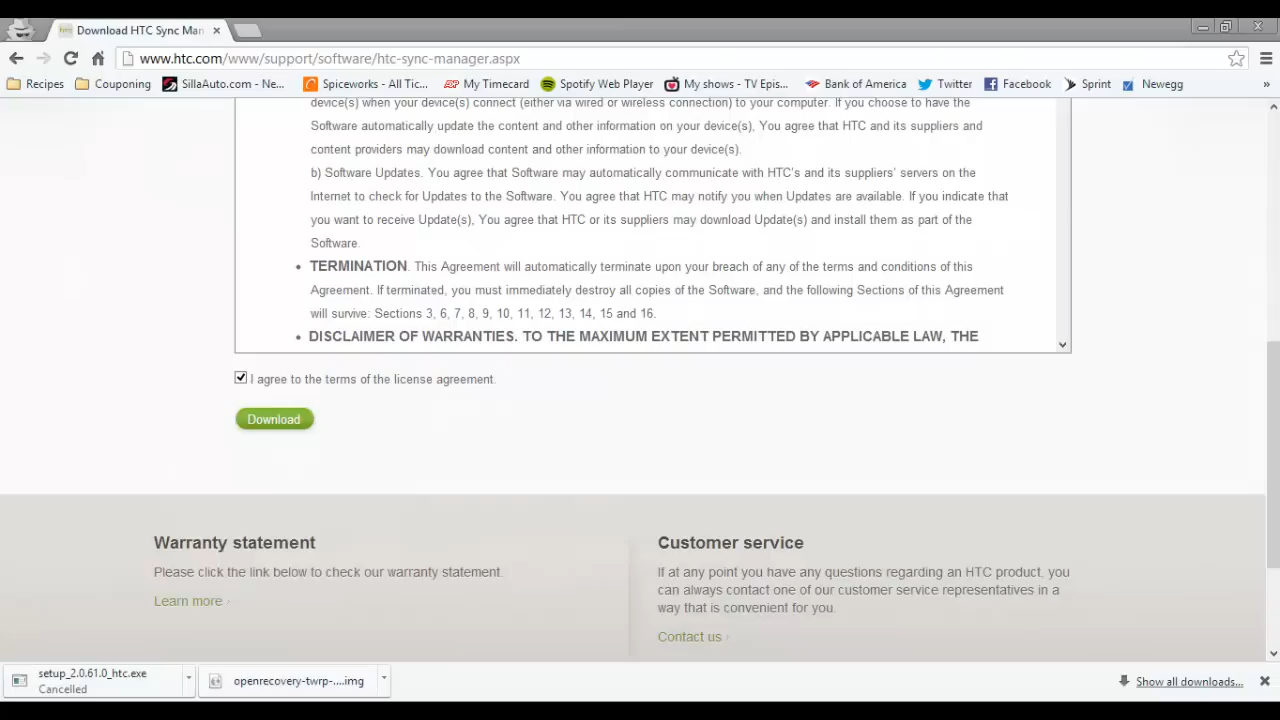 Download HTC Sync Man
www.htc.com/www/support/software/htc-sync-manager.aspx
Recipes Couponing SillaAuto.com - Ne... Spiceworks - All Tic... My Timecard Spotify Web Player My shows - TV Epis... Bank of America Twitter Facebook Sprint Newegg »
device(s) when your device(s) connect (either via wired or wireless connection) to your computer. If you choose to have the
Software automatically update the content and other information on your device(s), You agree that HTC and its suppliers and
content providers may download content and other information to your device(s).
b) Software Updates. You agree that Software may automatically communicate with HTC's and its suppliers' servers on the
Internet to check for Updates to the Software. You agree that HTC may notify you when Updates are available. If you indicate that
you want to receive Update(s), You agree that HTC or its suppliers may download Update(s) and install them as part of the
Software.
• TERMINATION. This Agreement will automatically terminate upon your breach of any of the terms and conditions of this
Agreement. If terminated, you must immediately destroy all copies of the Software, and the following Sections of this Agreement
will survive: Sections 3, 6, 7, 8, 9, 10, 11, 12, 13, 14, 15 and 16.
• DISCLAIMER OF WARRANTIES. TO THE MAXIMUM EXTENT PERMITTED BY APPLICABLE LAW, THE
I agree to the terms of the license agreement.
Download
Warranty statement
Please click the link below to check our warranty statement.
Learn more ›
Customer service
If at any point you have any questions regarding an HTC product, you
can always contact one of our customer service representatives in a
way that is convenient for you.
Contact us ›
setup_2.0.61.0_htc.exe
Cancelled
openrecovery-twrp-....img
Show all downloads...